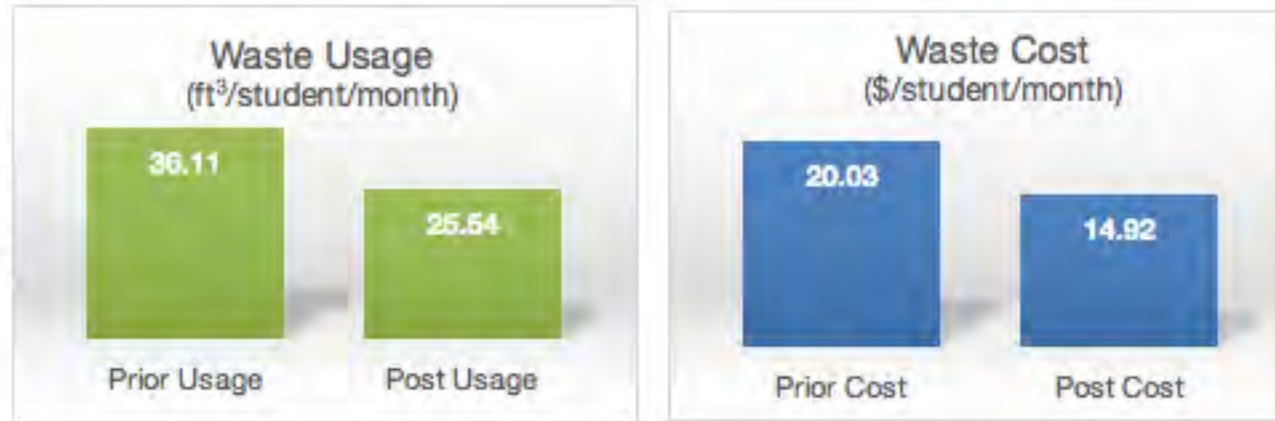 Waste Usage
(ft³/student/month)
36.11
25.54
Prior Usage
Post Usage
Waste Cost
($/student/month)
20.03
14.92
Prior Cost
Post Cost